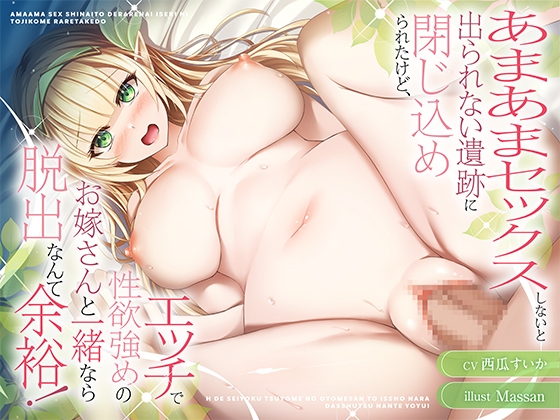 AMAAMA SEX SHINAITO DERARENAI ISEKI NI
TOJIKOME RARETAKEDO
あまあまセックスしないと
出られない遺跡に
閉じ込め
られたけど、
エッチで
性欲強めの
お嫁さんと一緒なら
脱出なんて余裕!
CV 西瓜すいか
illust Massan
H DE SEIYOKU TSUYOME NO OYOMESAN TO ISSHO NARA
DASSHUTSU NANTE YOYU!